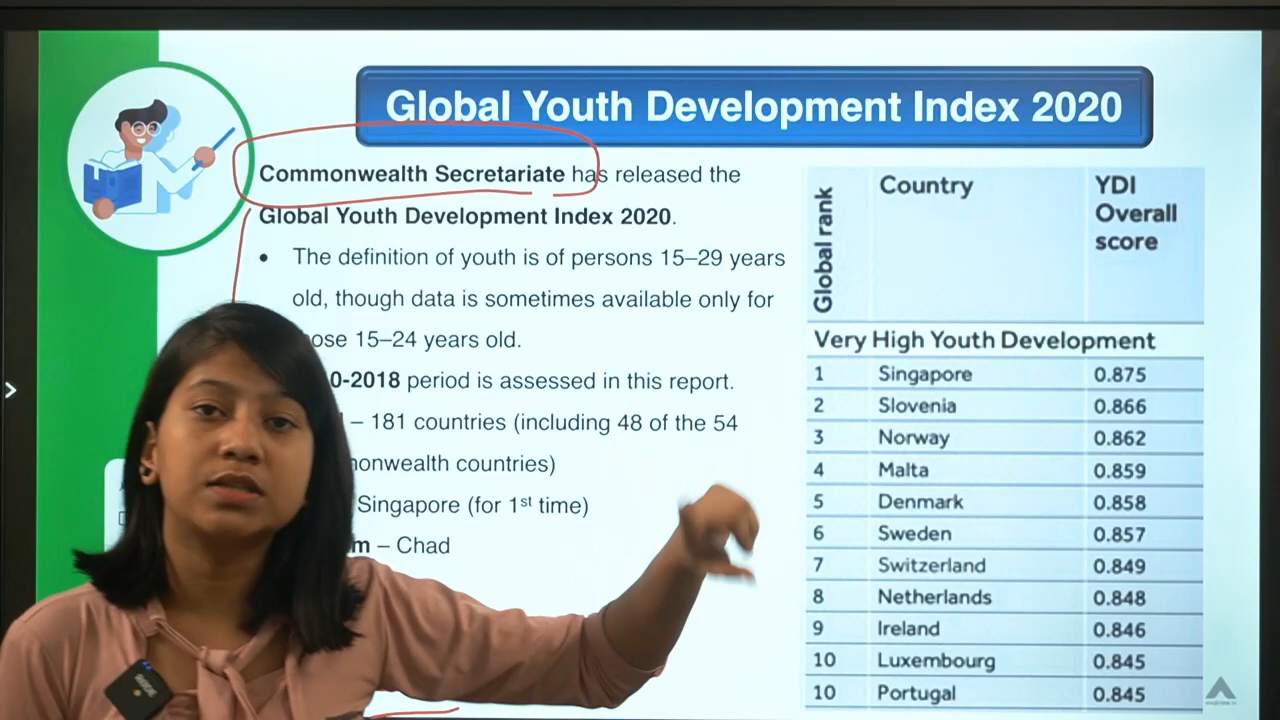 Global Youth Development Index 2020
Commonwealth Secretariate has released the
Global Youth Development Index 2020.
• The definition of youth is of persons 15–29 years
old, though data is sometimes available only for
ose 15–24 years old.
0-2018 period is assessed in this report.
– 181 countries (including 48 of the 54
onwealth countries)
Singapore (for 1st time)
m – Chad
Global rank Country YDI Overall score
Very High Youth Development
1 Singapore 0.875
2 Slovenia 0.866
3 Norway 0.862
4 Malta 0.859
5 Denmark 0.858
6 Sweden 0.857
7 Switzerland 0.849
8 Netherlands 0.848
9 Ireland 0.846
10 Luxembourg 0.845
10 Portugal 0.845